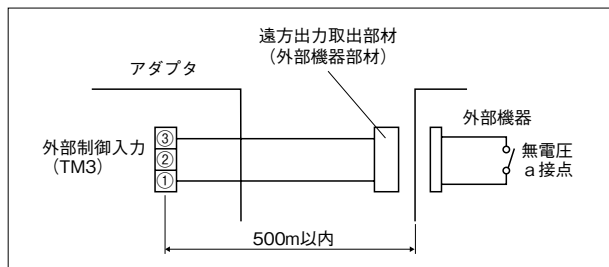 遠方出力取出部材
（外部機器部材）
アダプタ
外部機器
外部制御入力
（TM3）
③
②
①
無電圧
a接点
500m以内